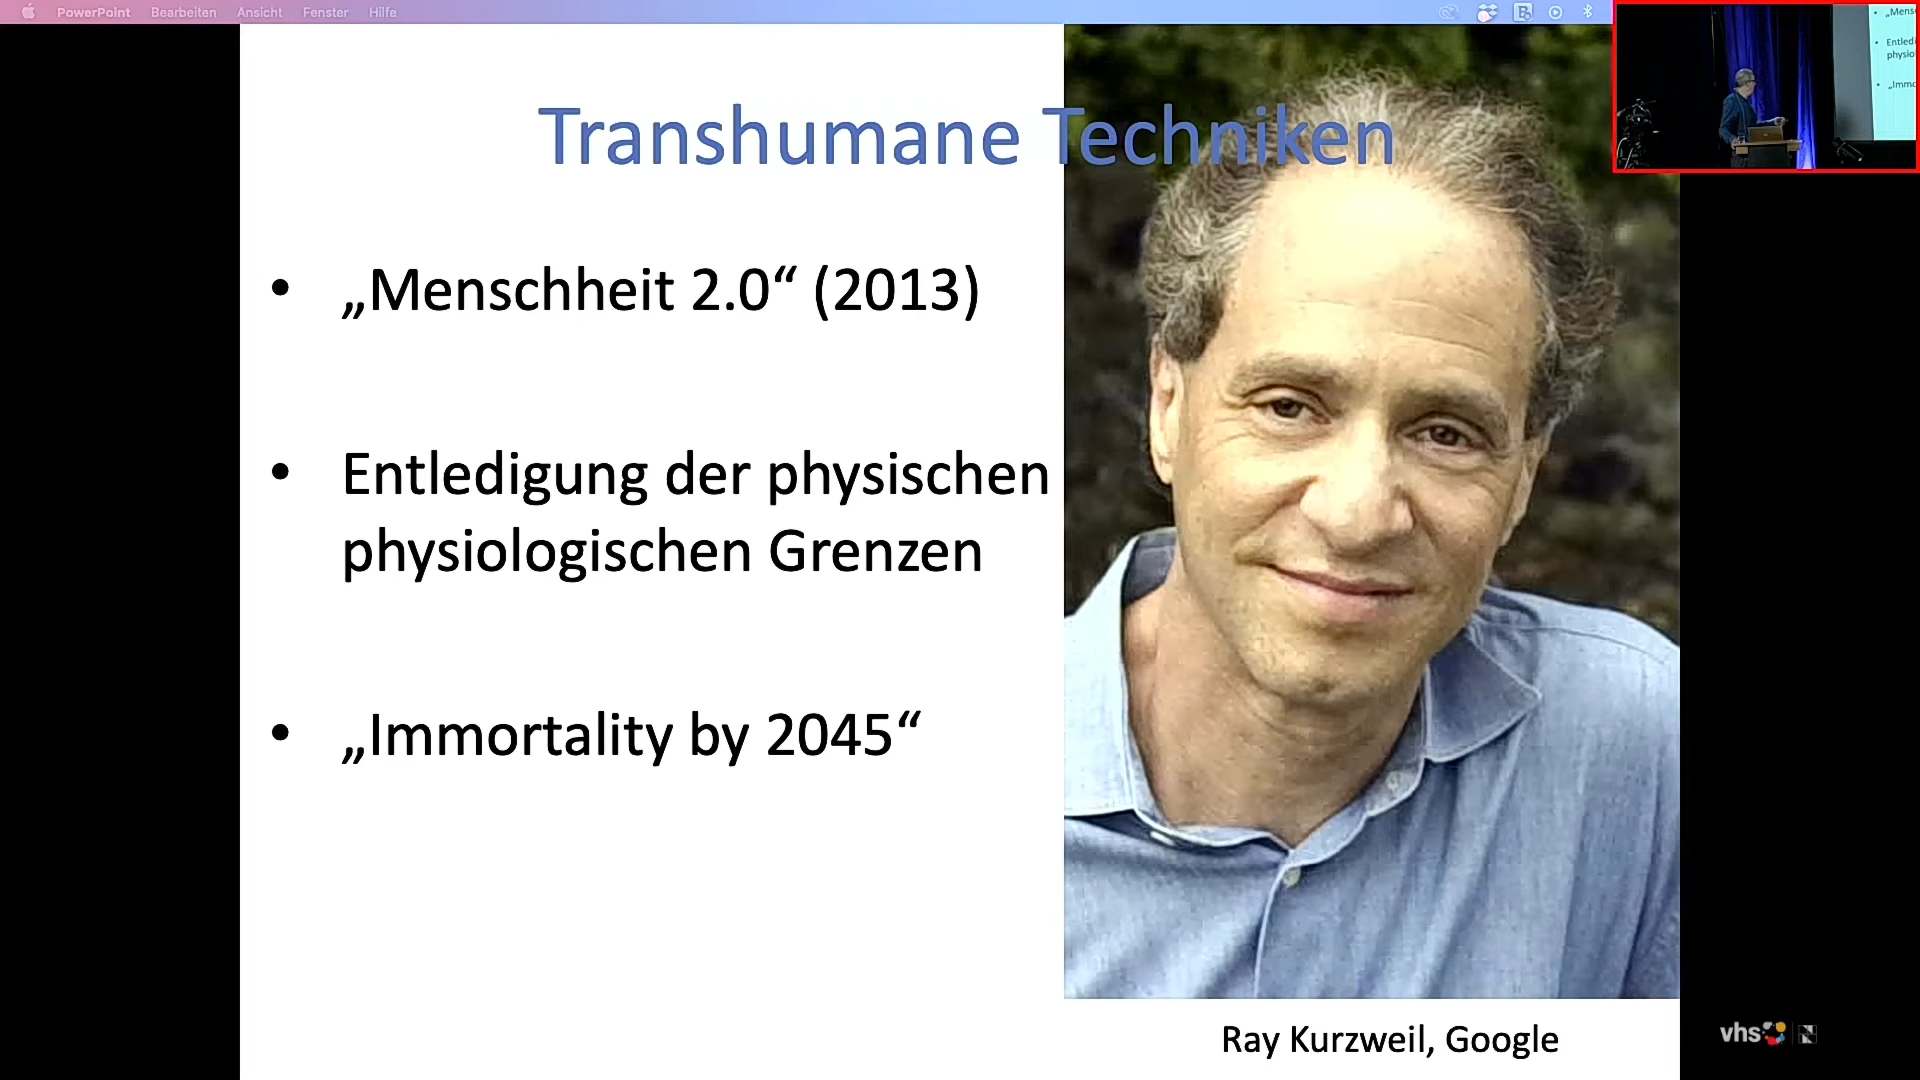 PowerPoint Bearbeiten Ansicht Fenster Hilfe
Transhumane Techniken
• „Menschheit 2.0“ (2013)
• Entledigung der physischen
physiologischen Grenzen
• „Immortality by 2045“
Ray Kurzweil, Google
vhs